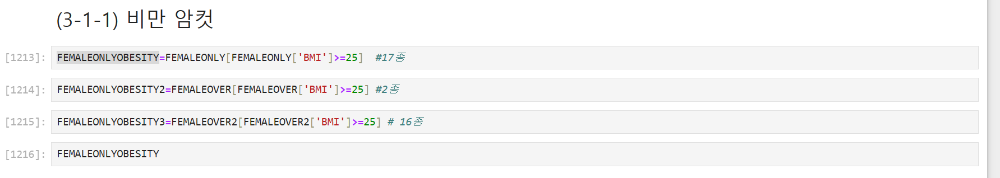 (3-1-1) 비만 암컷
[1213]: FEMALEONLYOBESITY=FEMALEONLY[FEMALEONLY['BMI']>=25]  #17종
[1214]: FEMALEONLYOBESITY2=FEMALEOVER[FEMALEOVER['BMI']>=25] #2종
[1215]: FEMALEONLYOBESITY3=FEMALEOVER2[FEMALEOVER2['BMI']>=25] # 16종
[1216]: FEMALEONLYOBESITY